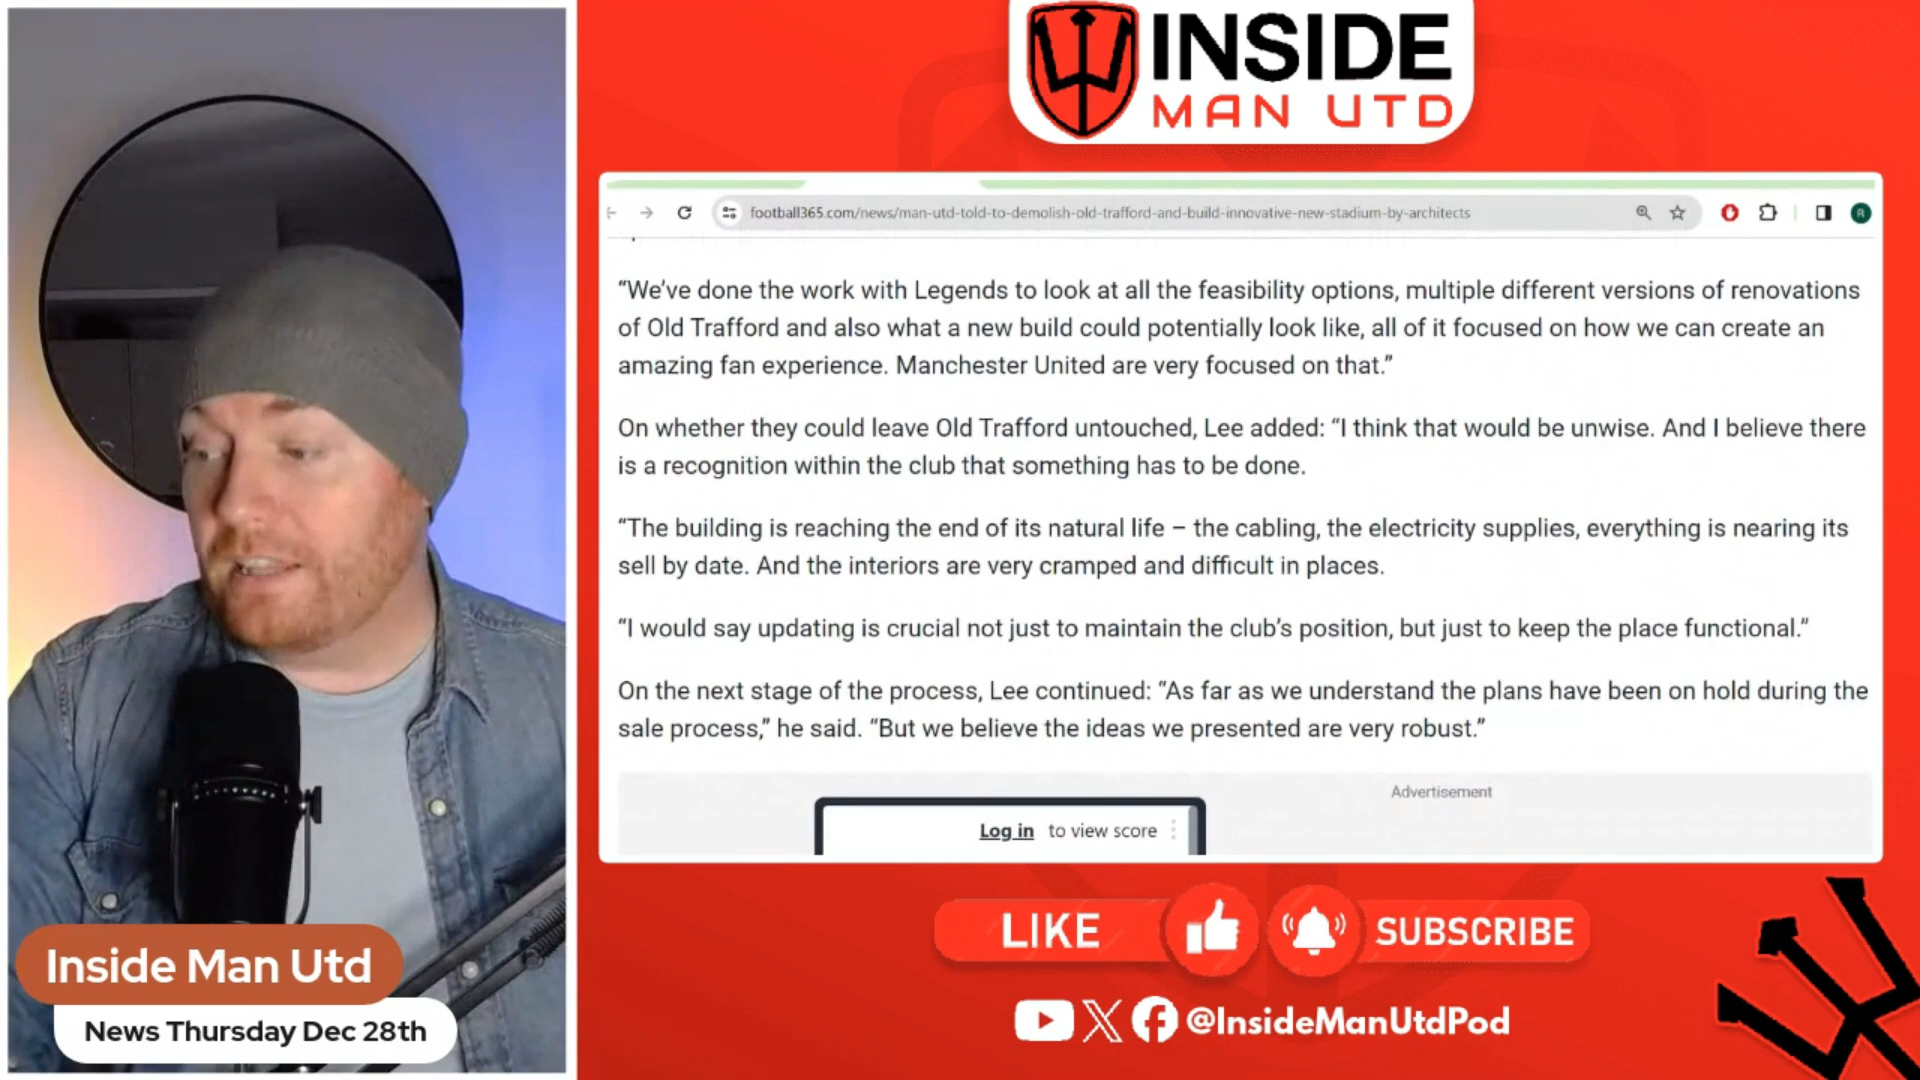 INSIDE
MAN UTD
football365.com/news/man-utd-told-to-demolish-old-trafford-and-build-innovative-new-stadium-by-architects
R
“We’ve done the work with Legends to look at all the feasibility options, multiple different versions of renovations
of Old Trafford and also what a new build could potentially look like, all of it focused on how we can create an
amazing fan experience. Manchester United are very focused on that.”
On whether they could leave Old Trafford untouched, Lee added: “I think that would be unwise. And I believe there
is a recognition within the club that something has to be done.
“The building is reaching the end of its natural life – the cabling, the electricity supplies, everything is nearing its
sell by date. And the interiors are very cramped and difficult in places.
“I would say updating is crucial not just to maintain the club’s position, but just to keep the place functional.”
On the next stage of the process, Lee continued: “As far as we understand the plans have been on hold during the
sale process,” he said. “But we believe the ideas we presented are very robust.”
Advertisement
Log in to view score
LIKE SUBSCRIBE
@InsideManUtdPod
Inside Man Utd
News Thursday Dec 28th